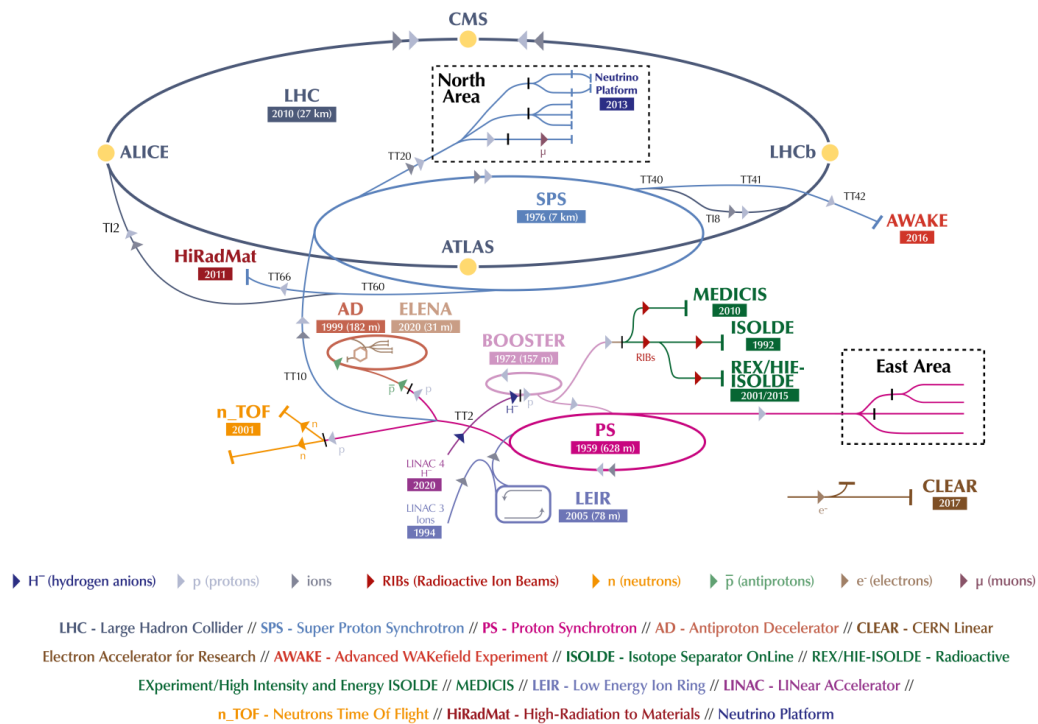 CMS
North
Area
Neutrino
Platform
2013
LHC
2010 (27 km)
ALICE
LHCb
μ
TT20
TT40
TT41
SPS
1976 (7 km)
TI8
TT42
TI2
AWAKE
2016
ATLAS
HiRadMat
2011
TT66
TT60
MEDICIS
2010
AD
1999 (182 m)
ELENA
2020 (31 m)
ISOLDE
1992
BOOSTER
1972 (157 m)
RIBs
REX/HIE-
ISOLDE
2001/2015
East Area
TT10
p̅
p
TT2
H⁻
p
n_TOF
2001
n
n
p
PS
1959 (628 m)
LINAC 4
H⁻
2020
LINAC 3
Ions
1994
LEIR
2005 (78 m)
CLEAR
2017
e⁻
H⁻ (hydrogen anions)
p (protons)
ions
RIBs (Radioactive Ion Beams)
n (neutrons)
p̅ (antiprotons)
e⁻ (electrons)
μ (muons)
LHC - Large Hadron Collider // SPS - Super Proton Synchrotron // PS - Proton Synchrotron // AD - Antiproton Decelerator // CLEAR - CERN Linear
Electron Accelerator for Research // AWAKE - Advanced WAKefield Experiment // ISOLDE - Isotope Separator OnLine // REX/HIE-ISOLDE - Radioactive
EXperiment/High Intensity and Energy ISOLDE // MEDICIS // LEIR - Low Energy Ion Ring // LINAC - LINear ACcelerator //
n_TOF - Neutrons Time Of Flight // HiRadMat - High-Radiation to Materials // Neutrino Platform